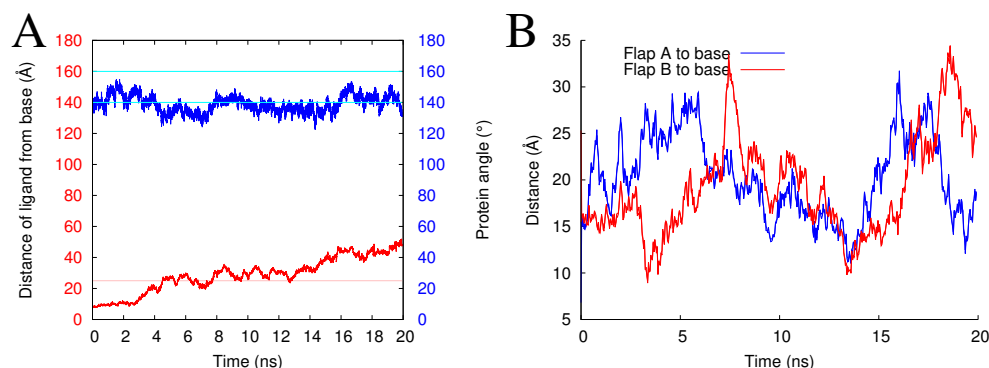 A
Distance of ligand from base (Å)
180
160
140
120
100
80
60
40
20
0
180
160
140
120
100
80
60
40
20
0
Protein angle (°)
0 2 4 6 8 10 12 14 16 18 20
Time (ns)
B
Distance (Å)
35
30
25
20
15
10
5
Flap A to base
Flap B to base
0 5 10 15 20
Time (ns)